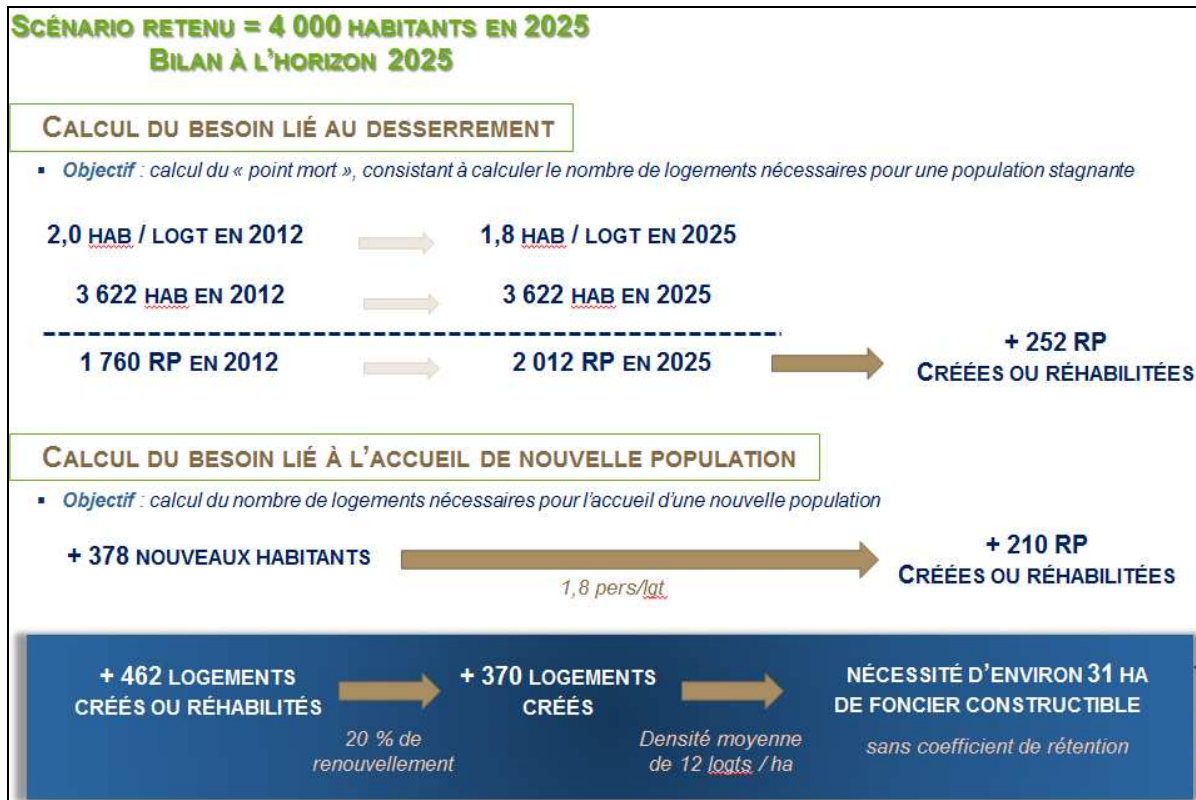 SCÉNARIO RETENU = 4 000 HABITANTS EN 2025
BILAN À L'HORIZON 2025
CALCUL DU BESOIN LIÉ AU DESSERREMENT
▪ Objectif : calcul du « point mort », consistant à calculer le nombre de logements nécessaires pour une population stagnante
2,0 HAB / LOGT EN 2012
1,8 HAB / LOGT EN 2025
3 622 HAB EN 2012
3 622 HAB EN 2025
1 760 RP EN 2012
2 012 RP EN 2025
+ 252 RP
CRÉÉES OU RÉHABILITÉES
CALCUL DU BESOIN LIÉ À L'ACCUEIL DE NOUVELLE POPULATION
▪ Objectif : calcul du nombre de logements nécessaires pour l'accueil d'une nouvelle population
+ 378 NOUVEAUX HABITANTS
1,8 pers/lgt
+ 210 RP
CRÉÉES OU RÉHABILITÉES
+ 462 LOGEMENTS
CRÉÉS OU RÉHABILITÉS
20 % de
renouvellement
+ 370 LOGEMENTS
CRÉÉS
Densité moyenne
de 12 logts / ha
NÉCESSITÉ D'ENVIRON 31 HA
DE FONCIER CONSTRUCTIBLE
sans coefficient de rétention